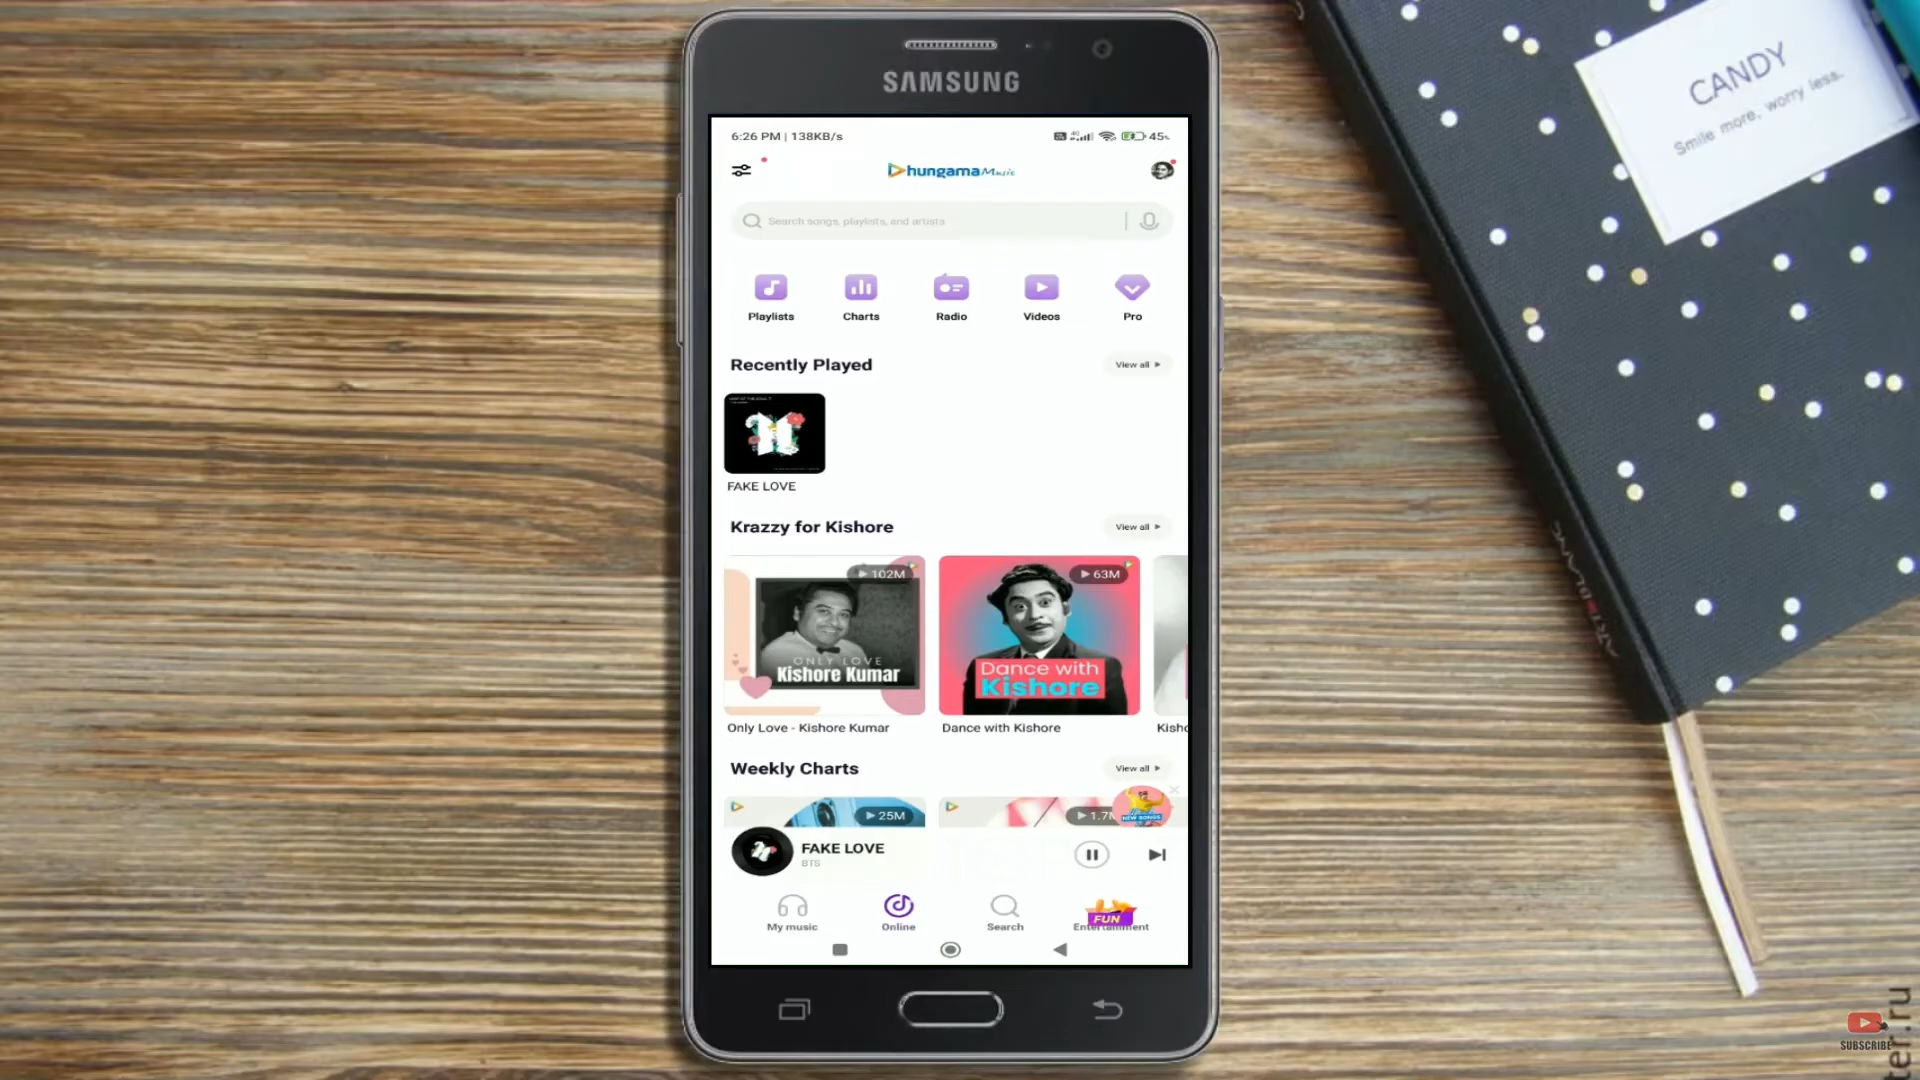 SAMSUNG
6:26 PM | 138KB/s
45%
hungama Music
Search songs, playlists, and artists
Playlists
Charts
Radio
Videos
Pro
Recently Played
View all
FAKE LOVE
Krazzy for Kishore
View all
102M
ONLY LOVE
Kishore Kumar
63M
Dance with
Kishore
Only Love - Kishore Kumar
Dance with Kishore
Kisho
Weekly Charts
View all
25M
1.7M
NEW SONGS
FAKE LOVE
BTS
My music
Online
Search
FUN
Entertainment
CANDY
Smile more, worry less.
SUBSCRIBE
ter.ru